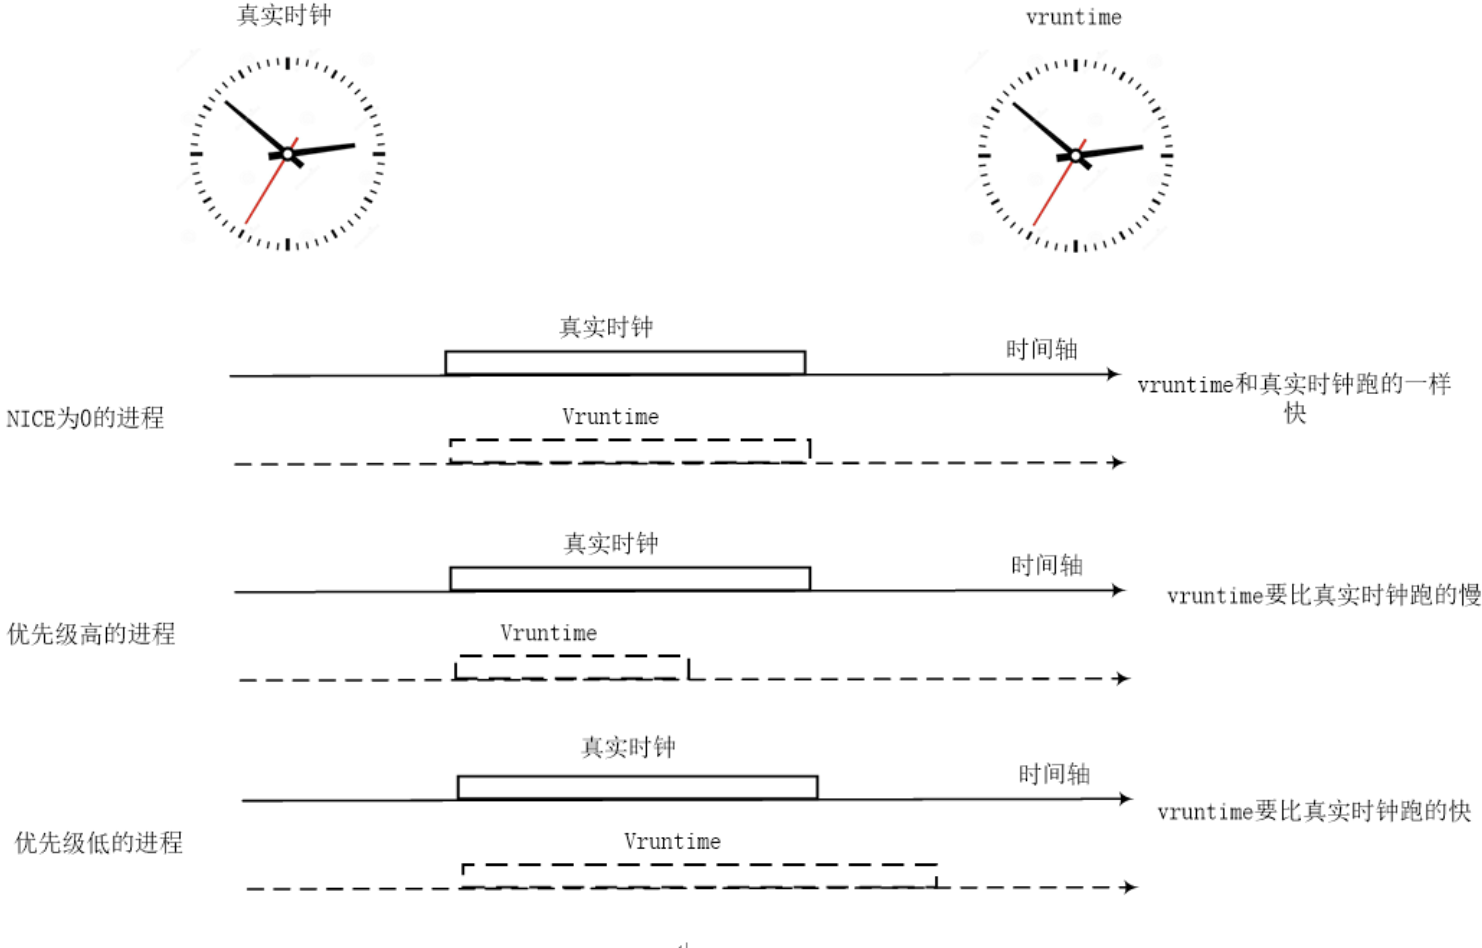 真实时钟
vruntime
真实时钟
时间轴
vruntime和真实时钟跑的一样
快
NICE为0的进程
Vruntime
真实时钟
时间轴
vruntime要比真实时钟跑的慢
优先级高的进程
Vruntime
真实时钟
时间轴
vruntime要比真实时钟跑的快
优先级低的进程
Vruntime